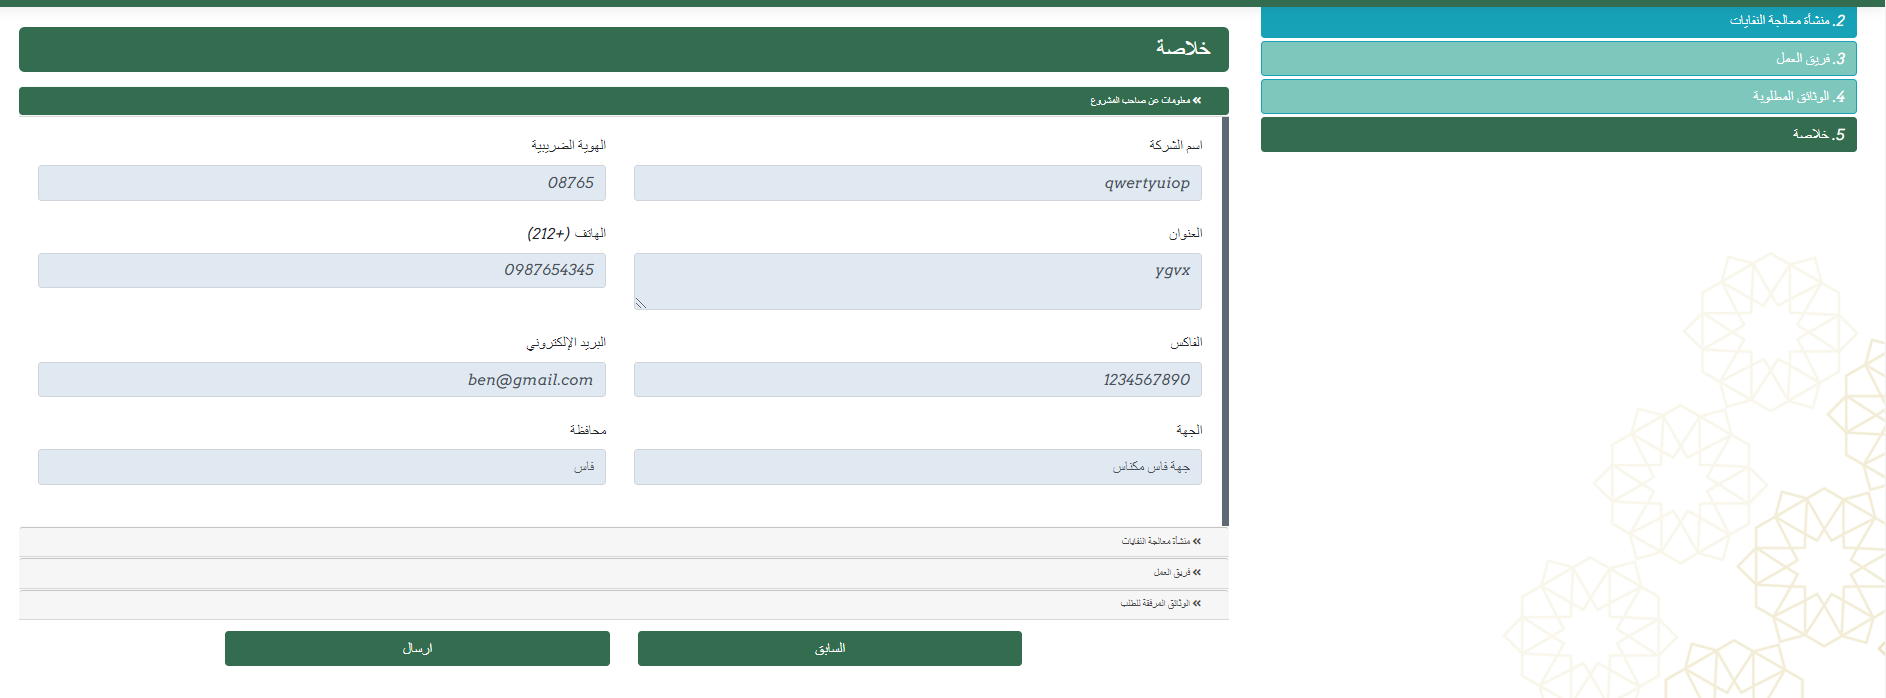 2. منشأة معالجة النفايات
3. فريق العمل
4. الوثائق المطلوبة
5. خلاصة
خلاصة
» معلومات عن صاحب المشروع
اسم الشركة
qwertyuiop
الهوية الضريبية
08765
العنوان
ygvx
الهاتف (+212)
0987654345
الفاكس
1234567890
البريد الإلكتروني
ben@gmail.com
الجهة
جهة فاس مكناس
محافظة
فاس
» منشأة معالجة النفايات
» فريق العمل
» الوثائق المرفقة للطلب
السابق
ارسال